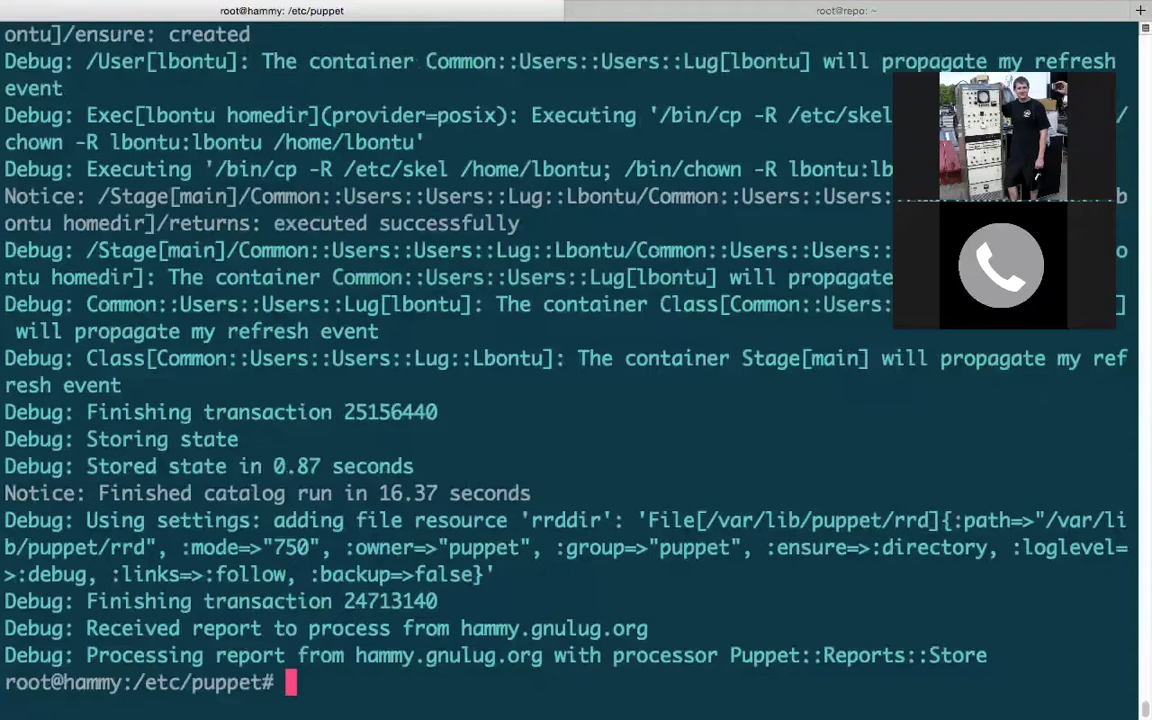 root@hammy: /etc/puppet
root@repo: ~
ontu]/ensure: created
Debug: /User[lbontu]: The container Common::Users::Users::Lug[lbontu] will propagate my refresh
event
Debug: Exec[lbontu homedir](provider=posix): Executing '/bin/cp -R /etc/skel /
chown -R lbontu:lbontu /home/lbontu'
Debug: Executing '/bin/cp -R /etc/skel /home/lbontu; /bin/chown -R lbontu:lb
Notice: /Stage[main]/Common::Users::Users::Lug::Lbontu/Common::Users::Users: b
ontu homedir]/returns: executed successfully
Debug: /Stage[main]/Common::Users::Users::Lug::Lbontu/Common::Users::Users:: o
ntu homedir]: The container Common::Users::Users::Lug[lbontu] will propagate
Debug: Common::Users::Users::Lug[lbontu]: The container Class[Common::Users: ]
will propagate my refresh event
Debug: Class[Common::Users::Users::Lug::Lbontu]: The container Stage[main] will propagate my ref
resh event
Debug: Finishing transaction 25156440
Debug: Storing state
Debug: Stored state in 0.87 seconds
Notice: Finished catalog run in 16.37 seconds
Debug: Using settings: adding file resource 'rrddir': 'File[/var/lib/puppet/rrd]{:path=>"/var/li
b/puppet/rrd", :mode=>"750", :owner=>"puppet", :group=>"puppet", :ensure=>:directory, :loglevel=
>:debug, :links=>:follow, :backup=>false}'
Debug: Finishing transaction 24713140
Debug: Received report to process from hammy.gnulug.org
Debug: Processing report from hammy.gnulug.org with processor Puppet::Reports::Store
root@hammy:/etc/puppet#